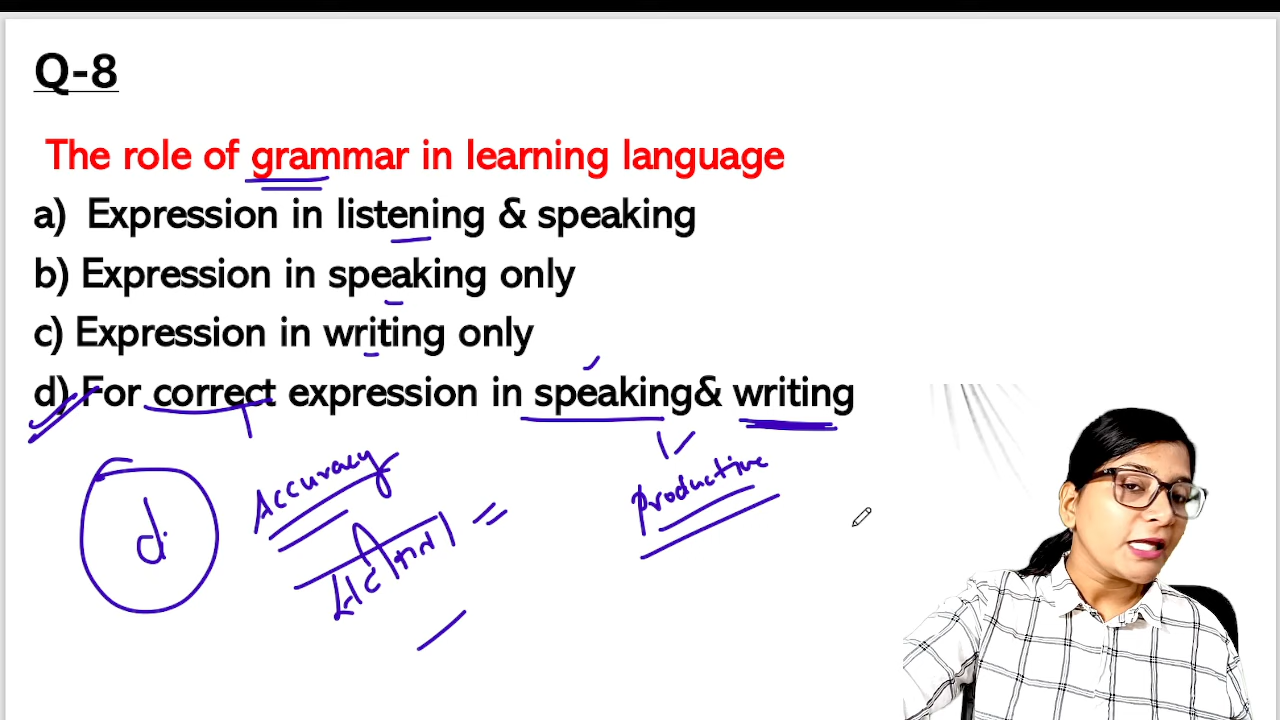 Q-8
The role of grammar in learning language
a) Expression in listening & speaking
b) Expression in speaking only
c) Expression in writing only
d) For correct expression in speaking& writing
d
Accuracy
Productive